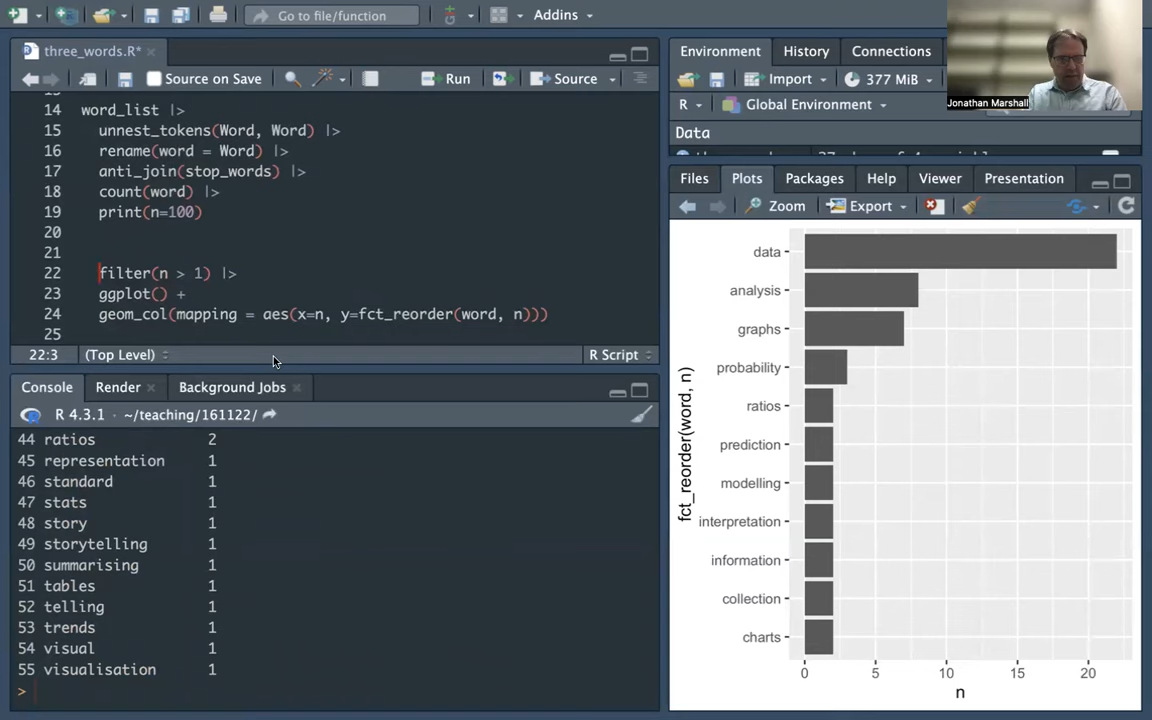 Go to file/function
Addins
three_words.R*
Source on Save
Run
Source
14 word_list |>
15 unnest_tokens(Word, Word) |>
16 rename(word = Word) |>
17 anti_join(stop_words) |>
18 count(word) |>
19 print(n=100)
20
21
22 filter(n > 1) |>
23 ggplot() +
24 geom_col(mapping = aes(x=n, y=fct_reorder(word, n)))
25
22:3 (Top Level) R Script
Console Render Background Jobs
R 4.3.1 · ~/teaching/161122/
44 ratios 2
45 representation 1
46 standard 1
47 stats 1
48 story 1
49 storytelling 1
50 summarising 1
51 tables 1
52 telling 1
53 trends 1
54 visual 1
55 visualisation 1
>
Environment History Connections
Import 377 MiB
R Global Environment
Data
Jonathan Marshall
Files Plots Packages Help Viewer Presentation
Zoom Export
data
analysis
graphs
probability
ratios
prediction
modelling
interpretation
information
collection
charts
fct_reorder(word, n)
0 5 10 15 20
n